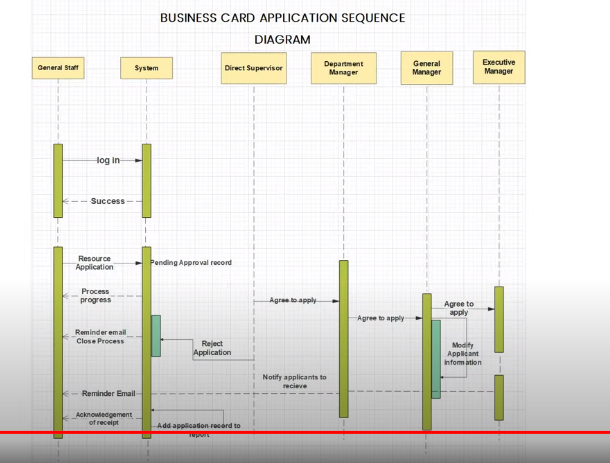 BUSINESS CARD APPLICATION SEQUENCE
DIAGRAM
General Staff
System
Direct Supervisor
Department
Manager
General
Manager
Executive
Manager
log in
Success
Resource
Application
Pending Approval record
Process
progress
Agree to apply
Agree to apply
Agree to
apply
Reminder email
Close Process
Reject
Application
Modify
Applicant
information
Notify applicants to
recieve
Reminder Email
Acknowledgement
of receipt
Add application record to
report